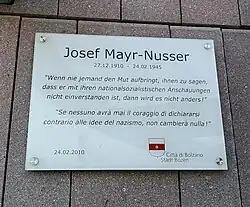 Josef Mayr-Nusser
27.12.1910 – 24.02.1945
"Wenn nie jemand den Mut aufbringt, ihnen zu sagen,
dass er mit ihren nationalsozialistischen Anschauungen
nicht einverstanden ist, dann wird es nicht anders!"
"Se nessuno avrà mai il coraggio di dichiararsi
contrario alle idee del nazismo, non cambierà nulla!"
24.02.2010
Città di Bolzano
Stadt Bozen